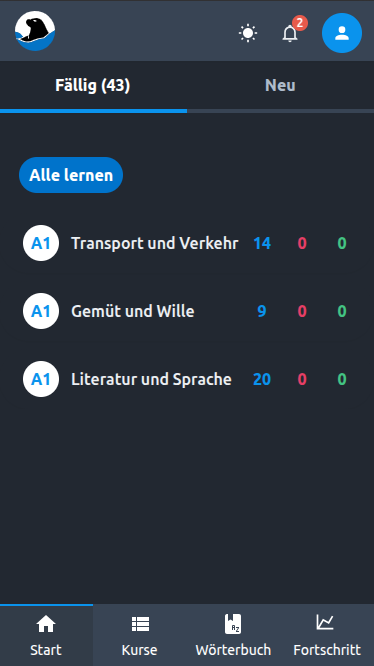 2
Fällig (43)
Neu
Alle lernen
A1 Transport und Verkehr 14 0 0
A1 Gemüt und Wille 9 0 0
A1 Literatur und Sprache 20 0 0
A
Z
Start Kurse Wörterbuch Fortschritt